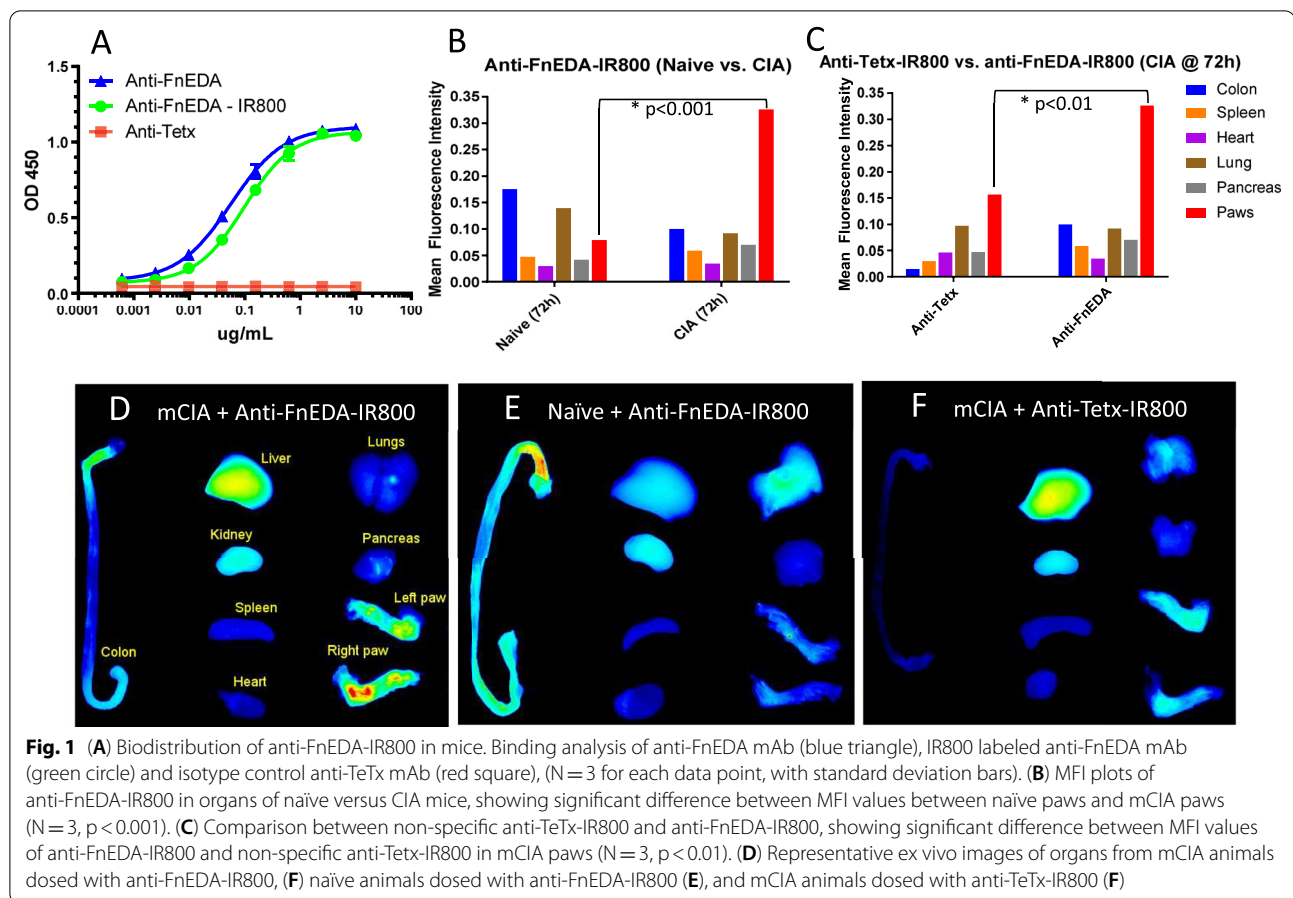 A
1.5
1.0
0.5
0.0
OD 450
Anti-FnEDA
Anti-FnEDA - IR800
Anti-Tetx
0.0001
0.001
0.01
0.1
1
10
100
ug/mL
B
Anti-FnEDA-IR800 (Naive vs. CIA)
Mean Fluorescence Intensity
0.35
0.30
0.25
0.20
0.15
0.10
0.05
0.00
* p<0.001
Naive (72h)
CIA (72h)
C
Anti-Tetx-IR800 vs. anti-FnEDA-IR800 (CIA @ 72h)
Mean Fluorescence Intensity
0.35
0.30
0.25
0.20
0.15
0.10
0.05
0.00
* p<0.01
Anti-Tetx
Anti-FnEDA
Colon
Spleen
Heart
Lung
Pancreas
Paws
D mCIA + Anti-FnEDA-IR800
Lungs
Liver
Kidney
Pancreas
Left paw
Spleen
Right paw
Colon
Heart
E Naïve + Anti-FnEDA-IR800
F mCIA + Anti-Tetx-IR800
Fig. 1 (A) Biodistribution of anti-FnEDA-IR800 in mice. Binding analysis of anti-FnEDA mAb (blue triangle), IR800 labeled anti-FnEDA mAb
(green circle) and isotype control anti-TeTx mAb (red square), (N = 3 for each data point, with standard deviation bars). (B) MFI plots of
anti-FnEDA-IR800 in organs of naïve versus CIA mice, showing significant difference between MFI values between naïve paws and mCIA paws
(N = 3, p < 0.001). (C) Comparison between non-specific anti-TeTx-IR800 and anti-FnEDA-IR800, showing significant difference between MFI values
of anti-FnEDA-IR800 and non-specific anti-Tetx-IR800 in mCIA paws (N = 3, p < 0.01). (D) Representative ex vivo images of organs from mCIA animals
dosed with anti-FnEDA-IR800, (F) naïve animals dosed with anti-FnEDA-IR800 (E), and mCIA animals dosed with anti-TeTx-IR800 (F)